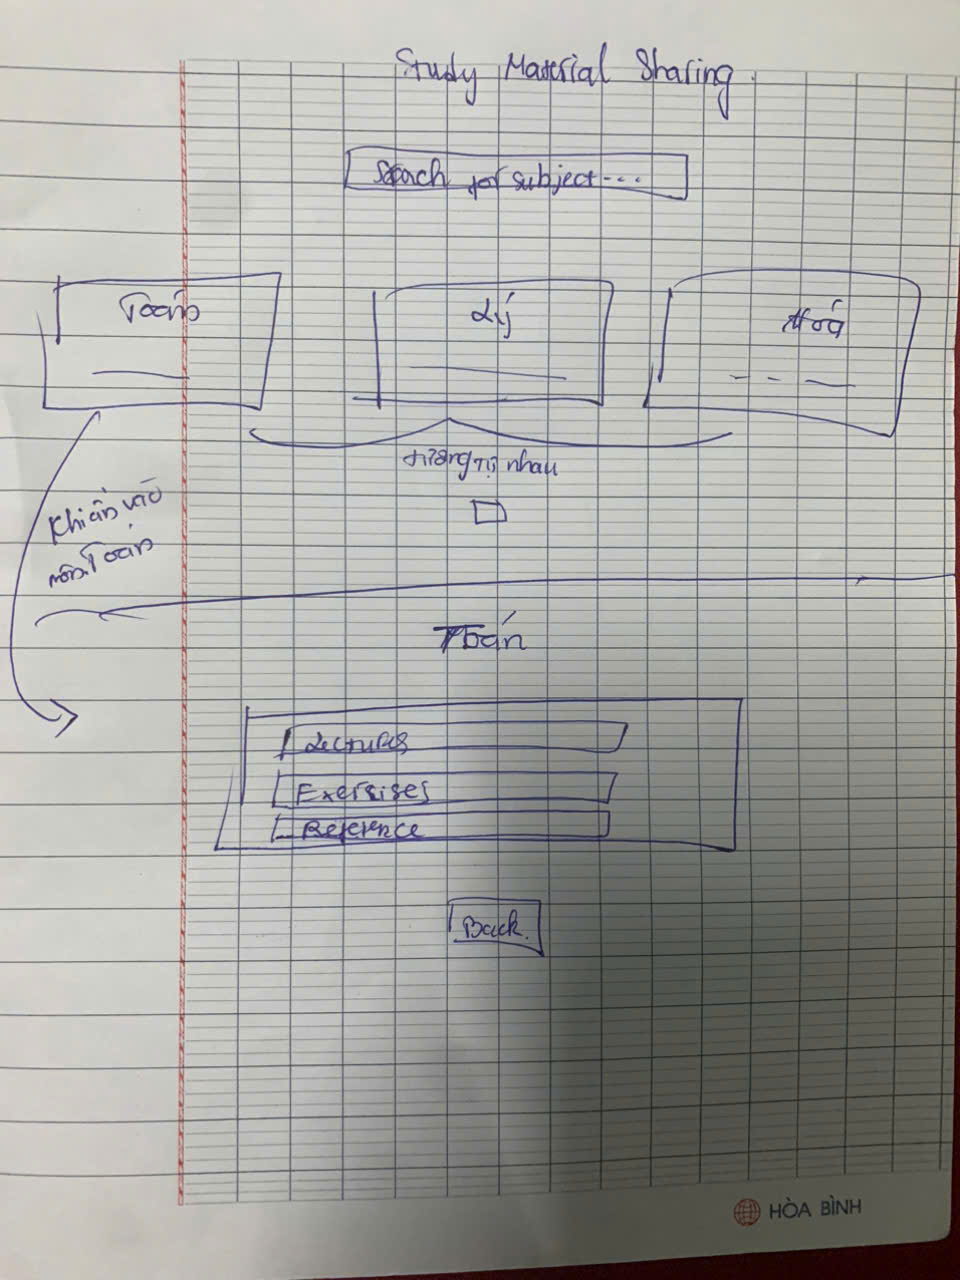 Study Material Sharing
Search for subject ...
Toán
Lý
Hoá
tương tự nhau
Khi ấn vào
môn Toán
Toán
Lectures
Exersises
Reference
Back
HÒA BÌNH